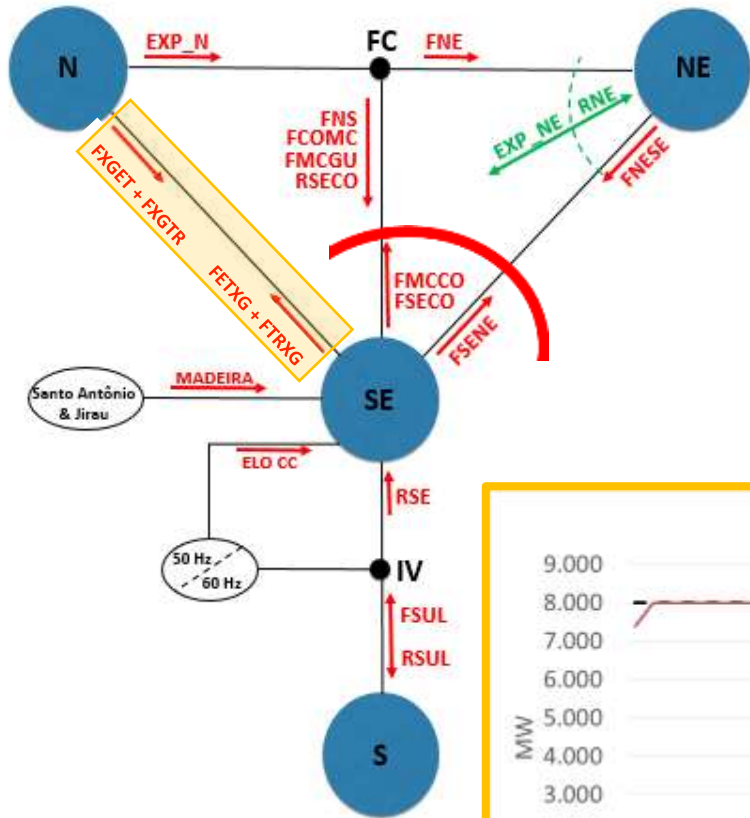 N
EXP_N
FC
FNE
NE
FNS
FCOMC
FMCGU
RSECO
EXP_NE RNE
FNESE
FXGET + FXGTR
FETXG + FTRXG
FMCCO
FSECO
FSENE
Santo Antônio
& Jirau
MADEIRA
SE
ELO CC
RSE
50 Hz
60 Hz
IV
FSUL
RSUL
S
9.000
8.000
7.000
6.000
5.000
4.000
3.000
MW